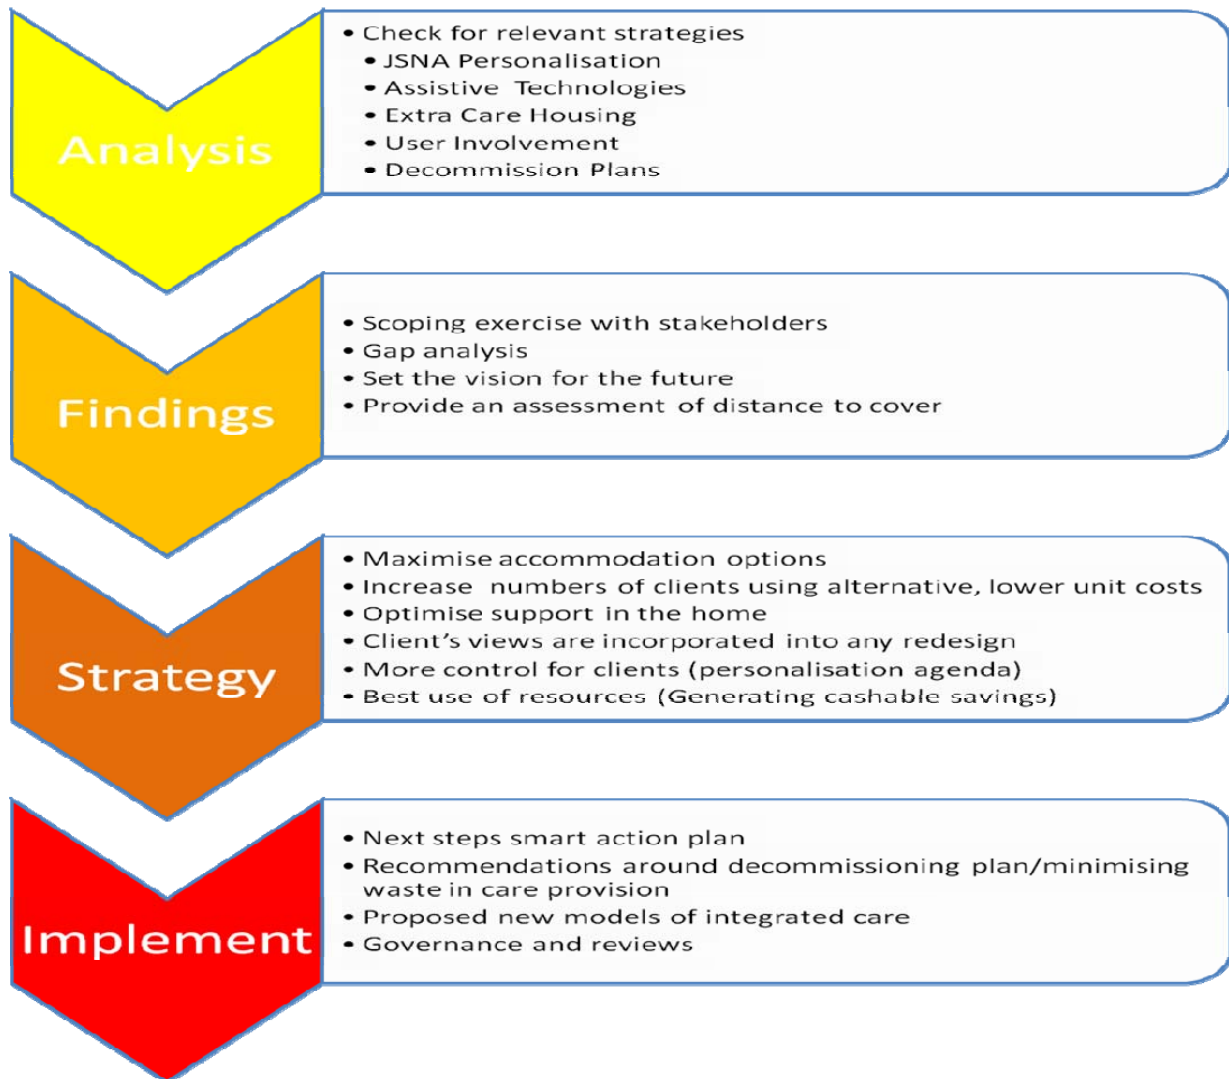 Analysis
• Check for relevant strategies
• JSNA Personalisation
• Assistive Technologies
• Extra Care Housing
• User Involvement
• Decommission Plans
Findings
• Scoping exercise with stakeholders
• Gap analysis
• Set the vision for the future
• Provide an assessment of distance to cover
Strategy
• Maximise accommodation options
• Increase numbers of clients using alternative, lower unit costs
• Optimise support in the home
• Client's views are incorporated into any redesign
• More control for clients (personalisation agenda)
• Best use of resources (Generating cashable savings)
Implement
• Next steps smart action plan
• Recommendations around decommissioning plan/minimising
waste in care provision
• Proposed new models of integrated care
• Governance and reviews